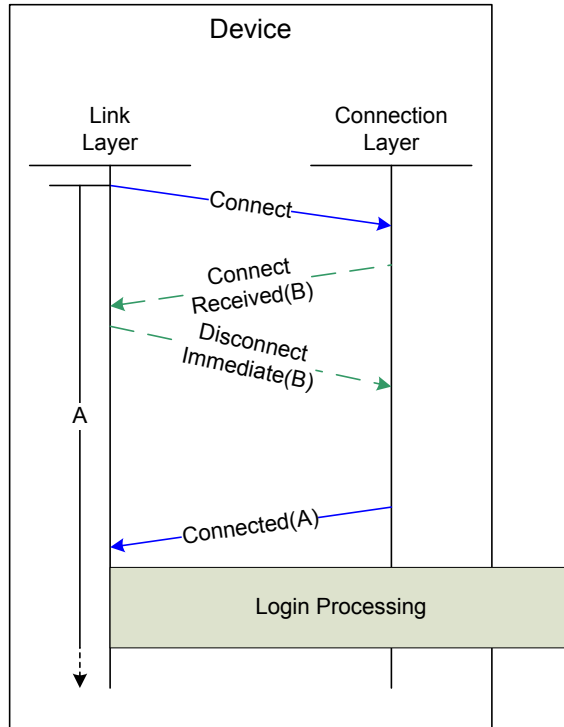 Device
Link
Layer
Connection
Layer
Connect
Connect
Received(B)
Disconnect
Immediate(B)
A
Connected(A)
Login Processing